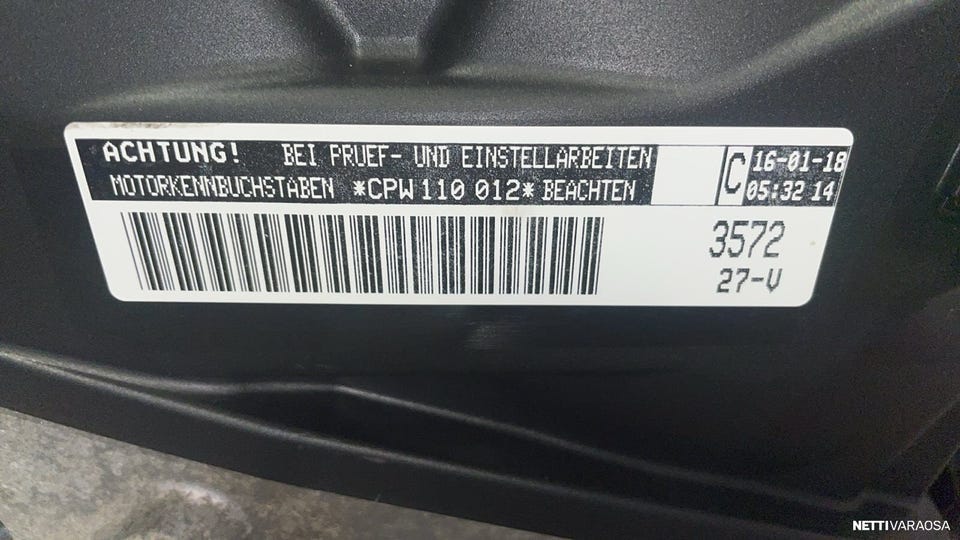 ACHTUNG! BEI PRUEF- UND EINSTELLARBEITEN
MOTORKENNBUCHSTABEN *CPW 110 012* BEACHTEN
C
16-01-18
05:32 14
3572
27-V
NETTIVARAOSA